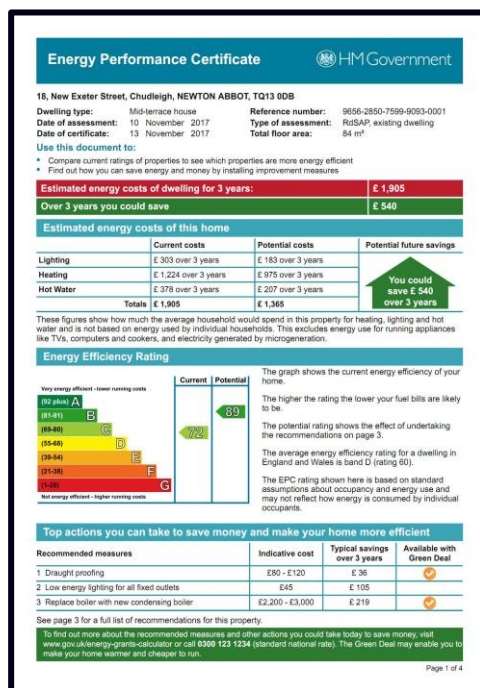 Energy Performance Certificate
HM Government
18, New Exeter Street, Chudleigh, NEWTON ABBOT, TQ13 0DB
Dwelling type: Mid-terrace house Reference number: 9656-2850-7599-9093-0001
Date of assessment: 10 November 2017 Type of assessment: RdSAP, existing dwelling
Date of certificate: 13 November 2017 Total floor area: 84 m²
Use this document to:
• Compare current ratings of properties to see which properties are more energy efficient
• Find out how you can save energy and money by installing improvement measures
Estimated energy costs of dwelling for 3 years: £ 1,905
Over 3 years you could save £ 540
Estimated energy costs of this home
Current costs Potential costs Potential future savings
Lighting £ 303 over 3 years £ 183 over 3 years
Heating £ 1,224 over 3 years £ 975 over 3 years
Hot Water £ 378 over 3 years £ 207 over 3 years
Totals £ 1,905 £ 1,365
You could
save £ 540
over 3 years
These figures show how much the average household would spend in this property for heating, lighting and hot
water and is not based on energy used by individual households. This excludes energy use for running appliances
like TVs, computers and cookers, and electricity generated by microgeneration.
Energy Efficiency Rating
Current Potential
Very energy efficient - lower running costs
(92 plus) A
(81-91) B
(69-80) C
(55-68) D
(39-54) E
(21-38) F
(1-20) G
Not energy efficient - higher running costs
72
89
The graph shows the current energy efficiency of your
home.
The higher the rating the lower your fuel bills are likely
to be.
The potential rating shows the effect of undertaking
the recommendations on page 3.
The average energy efficiency rating for a dwelling in
England and Wales is band D (rating 60).
The EPC rating shown here is based on standard
assumptions about occupancy and energy use and
may not reflect how energy is consumed by individual
occupants.
Top actions you can take to save money and make your home more efficient
Recommended measures Indicative cost Typical savings over 3 years Available with Green Deal
1 Draught proofing £80 - £120 £ 36
2 Low energy lighting for all fixed outlets £45 £ 105
3 Replace boiler with new condensing boiler £2,200 - £3,000 £ 219
See page 3 for a full list of recommendations for this property.
To find out more about the recommended measures and other actions you could take today to save money, visit
www.gov.uk/energy-grants-calculator or call 0300 123 1234 (standard national rate). The Green Deal may enable you to
make your home warmer and cheaper to run.
Page 1 of 4